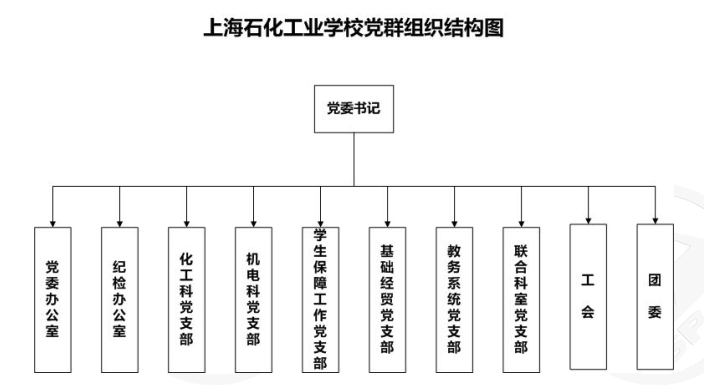 上海石化工业学校党群组织结构图
党委书记
党委办公室
纪检办公室
化工科党支部
机电科党支部
学生保障工作党支部
基础经贸党支部
教务系统党支部
联合科室党支部
工会
团委